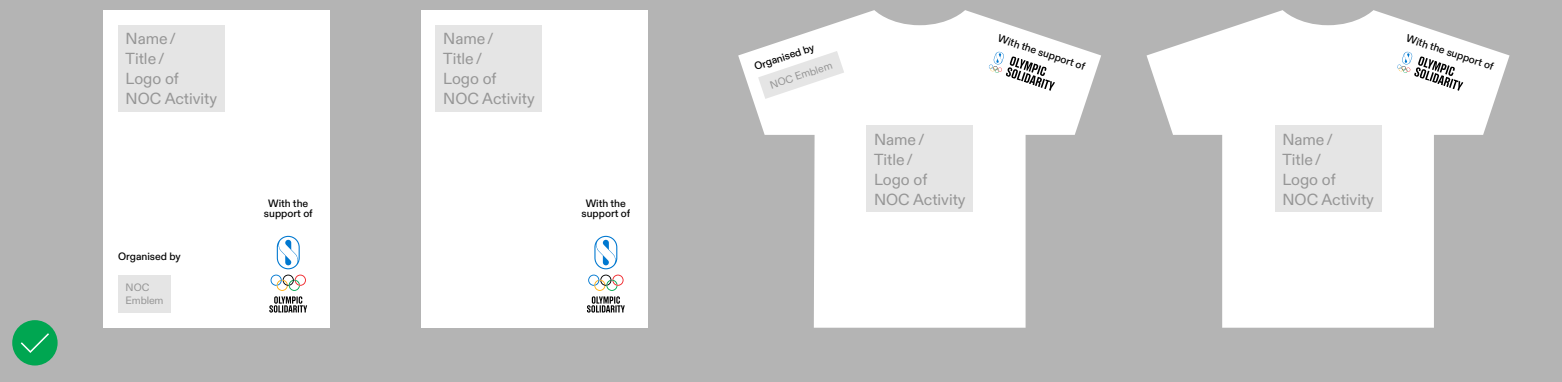 Name /
Title /
Logo of
NOC Activity
With the
support of
OLYMPIC
SOLIDARITY
Organised by
NOC
Emblem
Name /
Title /
Logo of
NOC Activity
With the
support of
OLYMPIC
SOLIDARITY
Organised by
NOC Emblem
With the support of
OLYMPIC
SOLIDARITY
Name /
Title /
Logo of
NOC Activity
With the support of
OLYMPIC
SOLIDARITY
Name /
Title /
Logo of
NOC Activity